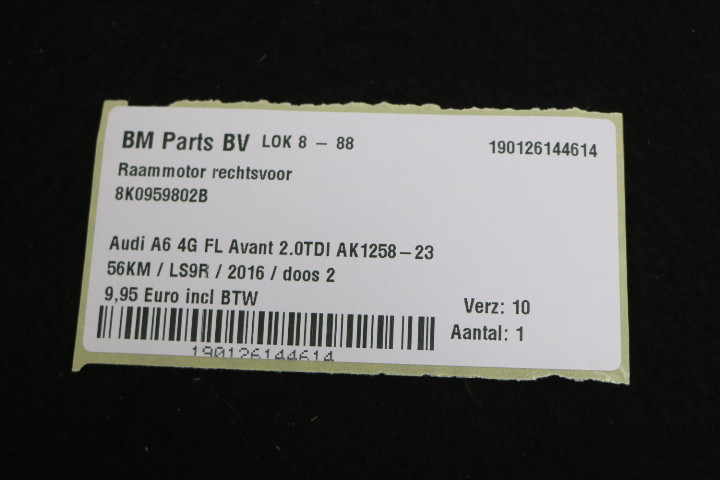 BM Parts BV LOK 8 – 88 190126144614
Raammotor rechtsvoor
8K0959802B
Audi A6 4G FL Avant 2.0TDI AK1258–23
56KM / LS9R / 2016 / doos 2
9,95 Euro incl BTW
Verz: 10
Aantal: 1
190126144614